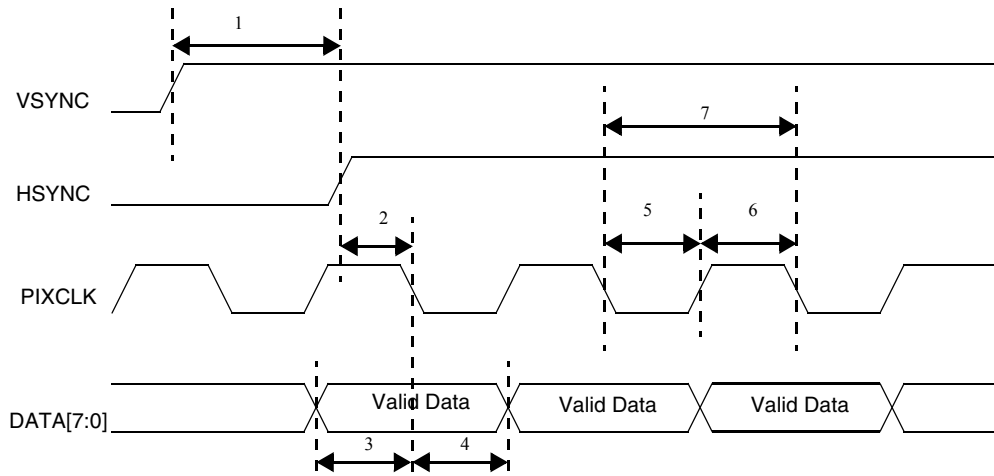 1
VSYNC
7
HSYNC
2
5
6
PIXCLK
DATA[7:0]
Valid Data
Valid Data
Valid Data
3
4